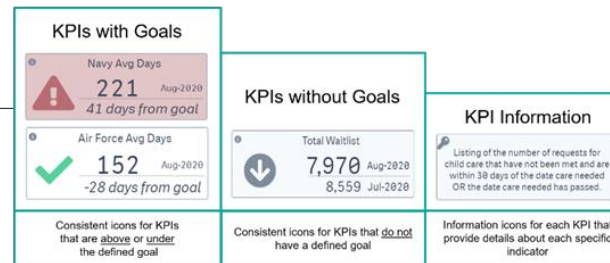 KPIs with Goals
Navy Avg Days
221 Aug-2020
41 days from goal
Air Force Avg Days
152 Aug-2020
-28 days from goal
Consistent icons for KPIs
that are above or under
the defined goal
KPIs without Goals
Total Waitlist
7,970 Aug-2020
8,559 Jul-2020
Consistent icons for KPIs that do not
have a defined goal
KPI Information
Listing of the number of requests for
child care that have not been met and are
within 30 days of the date care needed
OR the date care needed has passed.
Information icons for each KPI that
provide details about each specific
indicator